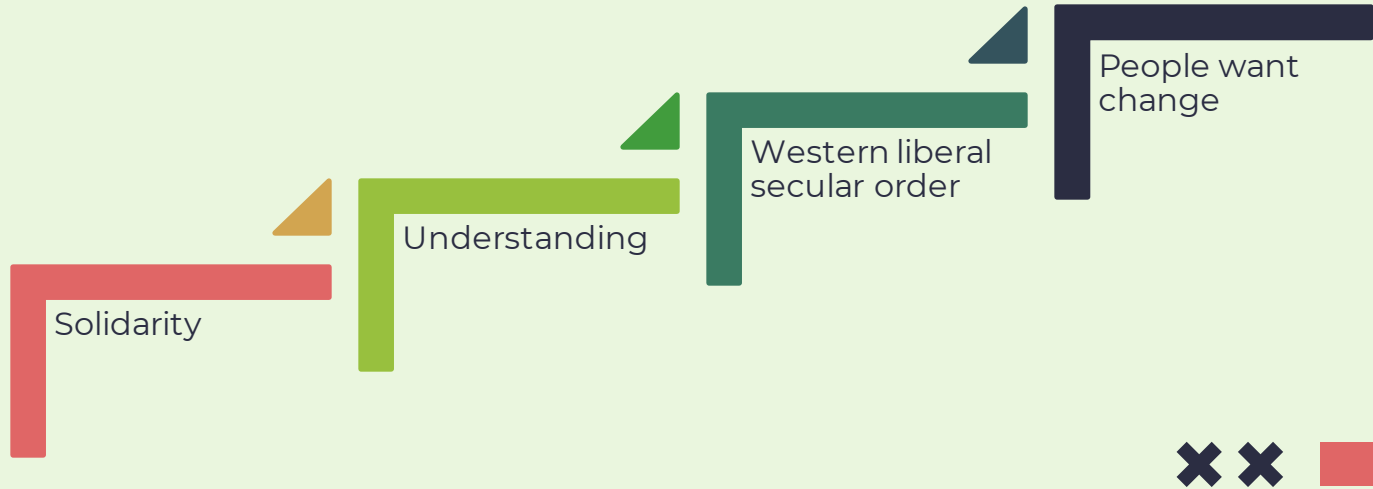 Solidarity
Understanding
Western liberal
secular order
People want
change